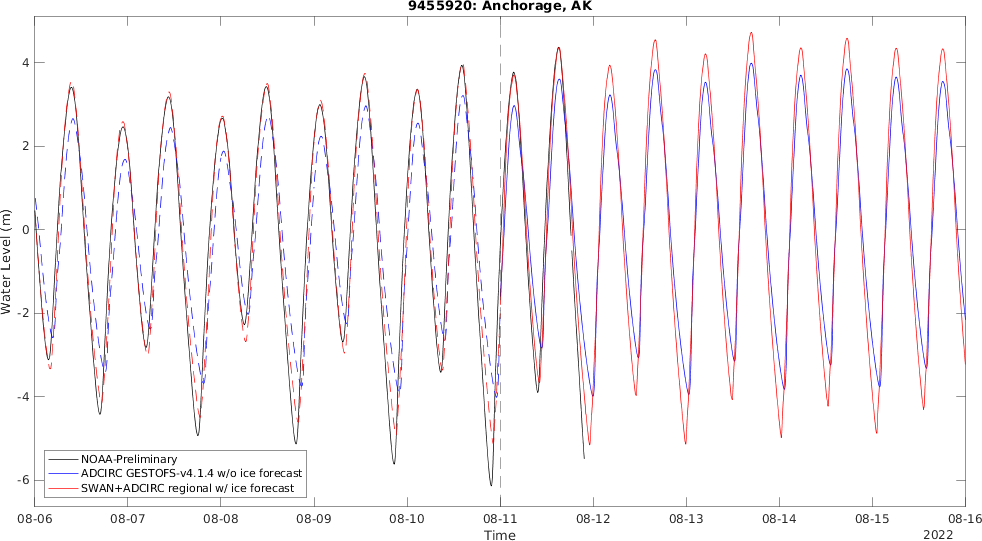 9455920: Anchorage, AK
Water Level (m)
4
2
0
-2
-4
-6
NOAA-Preliminary
ADCIRC GESTOFS-v4.1.4 w/o ice forecast
SWAN+ADCIRC regional w/ ice forecast
08-06 08-07 08-08 08-09 08-10 08-11 08-12 08-13 08-14 08-15 08-16
Time
2022